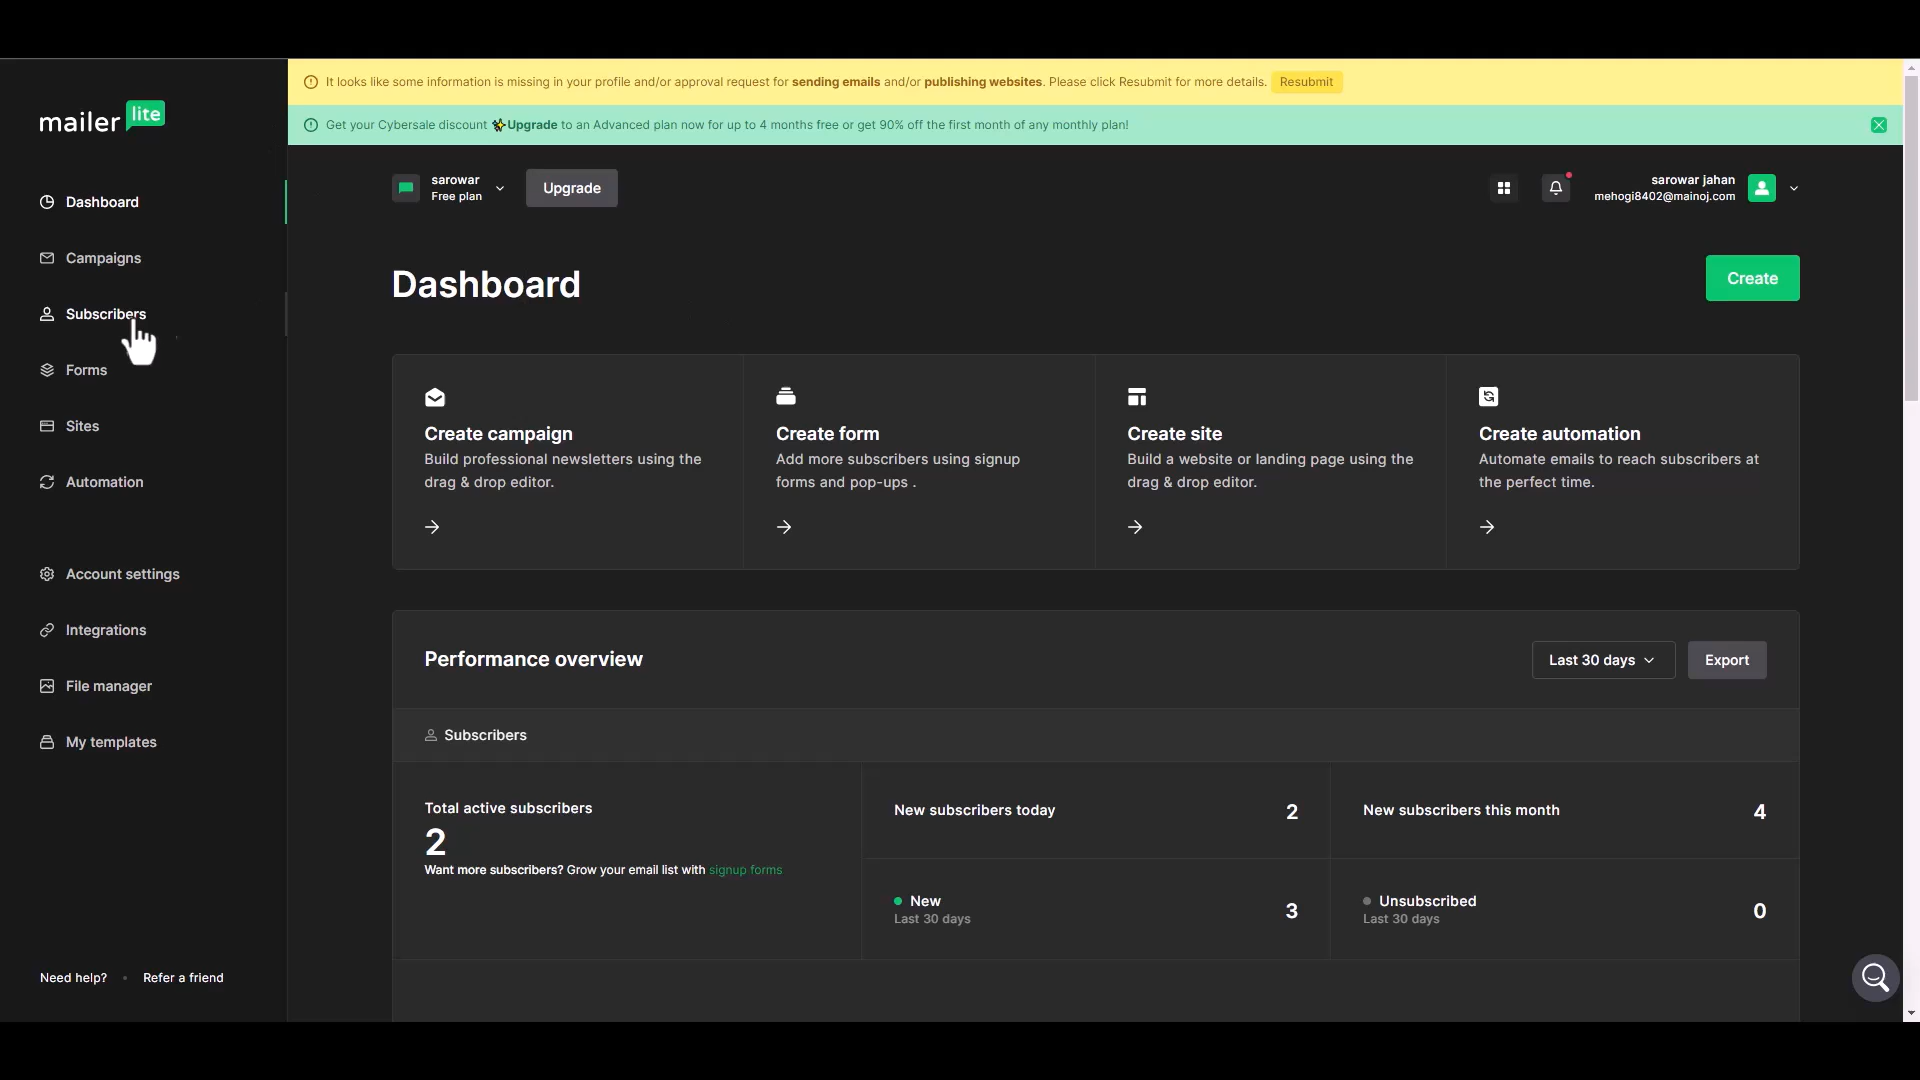 It looks like some information is missing in your profile and/or approval request for sending emails and/or publishing websites. Please click Resubmit for more details. Resubmit
Get your Cybersale discount ✨Upgrade to an Advanced plan now for up to 4 months free or get 90% off the first month of any monthly plan!
mailer lite
Dashboard
Campaigns
Subscribers
Forms
Sites
Automation
Account settings
Integrations
File manager
My templates
Need help? • Refer a friend
sarowar
Free plan
Upgrade
sarowar jahan
mehogi8402@mainoj.com
Dashboard
Create
Create campaign
Build professional newsletters using the
drag & drop editor.
Create form
Add more subscribers using signup
forms and pop-ups .
Create site
Build a website or landing page using the
drag & drop editor.
Create automation
Automate emails to reach subscribers at
the perfect time.
Performance overview
Last 30 days
Export
Subscribers
Total active subscribers
2
Want more subscribers? Grow your email list with signup forms
New subscribers today 2
New subscribers this month 4
New
Last 30 days
3
Unsubscribed
Last 30 days
0